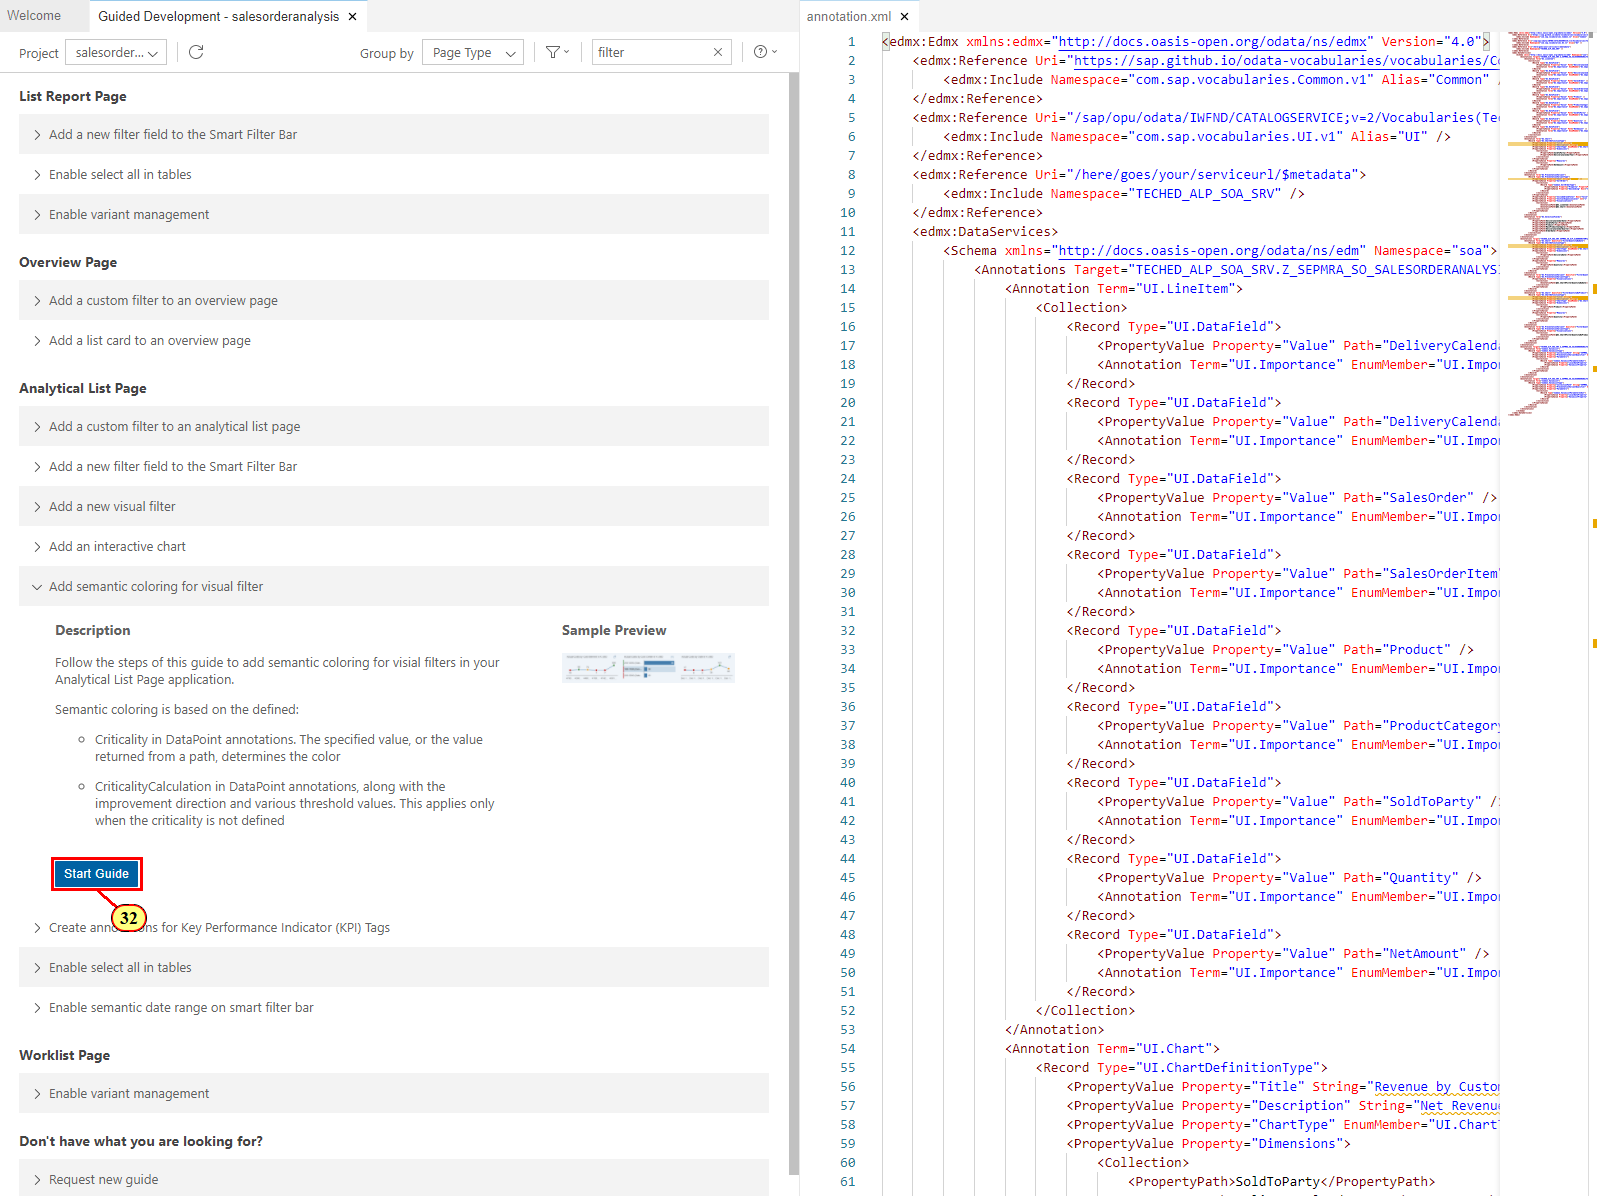 Welcome
Guided Development - salesorderanalysis ×
Project salesorder... Group by Page Type filter ×
List Report Page
Add a new filter field to the Smart Filter Bar
Enable select all in tables
Enable variant management
Overview Page
Add a custom filter to an overview page
Add a list card to an overview page
Analytical List Page
Add a custom filter to an analytical list page
Add a new filter field to the Smart Filter Bar
Add a new visual filter
Add an interactive chart
Add semantic coloring for visual filter
Description
Follow the steps of this guide to add semantic coloring for visial filters in your
Analytical List Page application.
Semantic coloring is based on the defined:
Criticality in DataPoint annotations. The specified value, or the value
returned from a path, determines the color
CriticalityCalculation in DataPoint annotations, along with the
improvement direction and various threshold values. This applies only
when the criticality is not defined
Sample Preview
Start Guide
32
Create ann ns for Key Performance Indicator (KPI) Tags
Enable select all in tables
Enable semantic date range on smart filter bar
Worklist Page
Enable variant management
Don't have what you are looking for?
Request new guide
annotation.xml ×
1 <edmx:Edmx xmlns:edmx="http://docs.oasis-open.org/odata/ns/edmx" Version="4.0">
2 <edmx:Reference Uri="https://sap.github.io/odata-vocabularies/vocabularies/Co
3 <edmx:Include Namespace="com.sap.vocabularies.Common.v1" Alias="Common" /
4 </edmx:Reference>
5 <edmx:Reference Uri="/sap/opu/odata/IWFND/CATALOGSERVICE;v=2/Vocabularies(Tec
6 <edmx:Include Namespace="com.sap.vocabularies.UI.v1" Alias="UI" />
7 </edmx:Reference>
8 <edmx:Reference Uri="/here/goes/your/serviceurl/$metadata">
9 <edmx:Include Namespace="TECHED_ALP_SOA_SRV" />
10 </edmx:Reference>
11 <edmx:DataServices>
12 <Schema xmlns="http://docs.oasis-open.org/odata/ns/edm" Namespace="soa">
13 <Annotations Target="TECHED_ALP_SOA_SRV.Z_SEPMRA_SO_SALESORDERANALYSI
14 <Annotation Term="UI.LineItem">
15 <Collection>
16 <Record Type="UI.DataField">
17 <PropertyValue Property="Value" Path="DeliveryCalenda
18 <Annotation Term="UI.Importance" EnumMember="UI.Impor
19 </Record>
20 <Record Type="UI.DataField">
21 <PropertyValue Property="Value" Path="DeliveryCalenda
22 <Annotation Term="UI.Importance" EnumMember="UI.Impor
23 </Record>
24 <Record Type="UI.DataField">
25 <PropertyValue Property="Value" Path="SalesOrder" />
26 <Annotation Term="UI.Importance" EnumMember="UI.Impor
27 </Record>
28 <Record Type="UI.DataField">
29 <PropertyValue Property="Value" Path="SalesOrderItem"
30 <Annotation Term="UI.Importance" EnumMember="UI.Impor
31 </Record>
32 <Record Type="UI.DataField">
33 <PropertyValue Property="Value" Path="Product" />
34 <Annotation Term="UI.Importance" EnumMember="UI.Impor
35 </Record>
36 <Record Type="UI.DataField">
37 <PropertyValue Property="Value" Path="ProductCategory
38 <Annotation Term="UI.Importance" EnumMember="UI.Impor
39 </Record>
40 <Record Type="UI.DataField">
41 <PropertyValue Property="Value" Path="SoldToParty" />
42 <Annotation Term="UI.Importance" EnumMember="UI.Impor
43 </Record>
44 <Record Type="UI.DataField">
45 <PropertyValue Property="Value" Path="Quantity" />
46 <Annotation Term="UI.Importance" EnumMember="UI.Impor
47 </Record>
48 <Record Type="UI.DataField">
49 <PropertyValue Property="Value" Path="NetAmount" />
50 <Annotation Term="UI.Importance" EnumMember="UI.Impor
51 </Record>
52 </Collection>
53 </Annotation>
54 <Annotation Term="UI.Chart">
55 <Record Type="UI.ChartDefinitionType">
56 <PropertyValue Property="Title" String="Revenue by Custom
57 <PropertyValue Property="Description" String="Net Revenue
58 <PropertyValue Property="ChartType" EnumMember="UI.ChartT
59 <PropertyValue Property="Dimensions">
60 <Collection>
61 <PropertyPath>SoldToParty</PropertyPath>